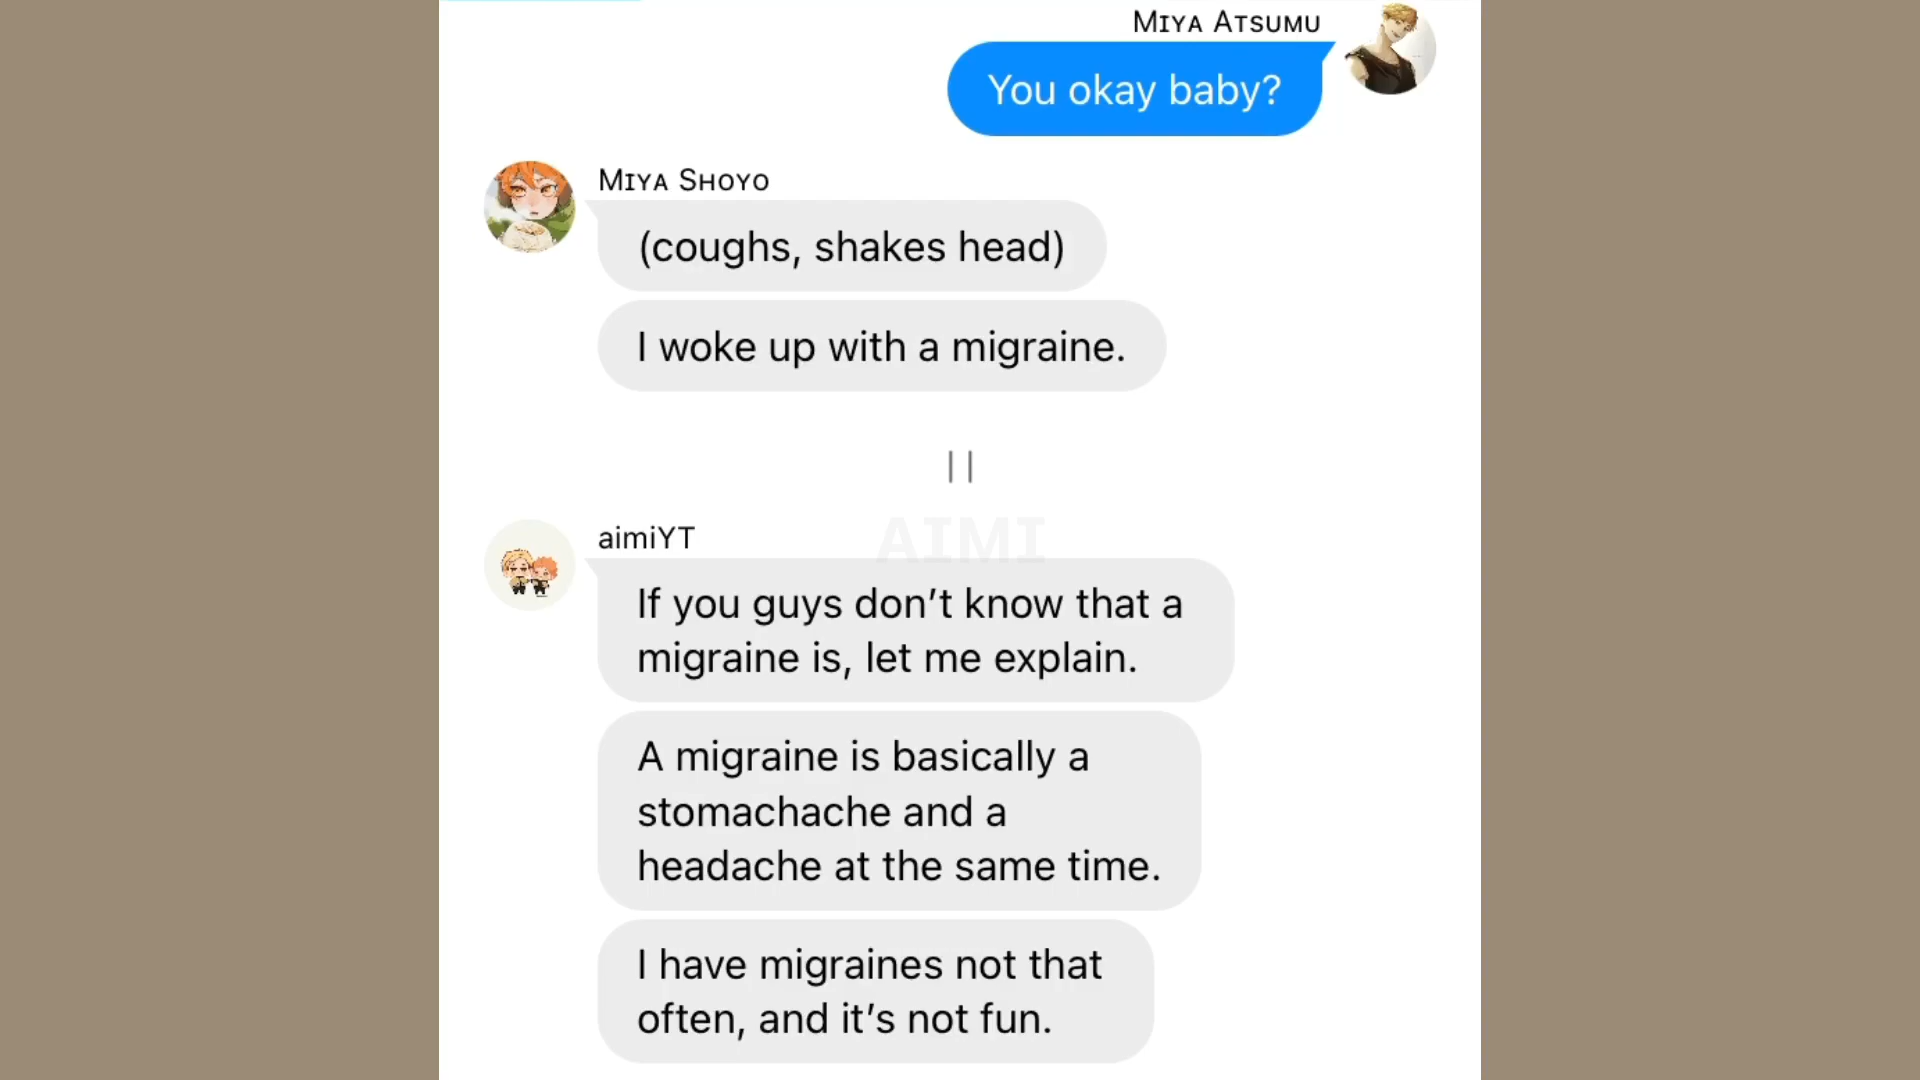 Miya Atsumu
You okay baby?
Miya Shoyo
(coughs, shakes head)
I woke up with a migraine.
||
aimiYT
AIMI
If you guys don’t know that a
migraine is, let me explain.
A migraine is basically a
stomachache and a
headache at the same time.
I have migraines not that
often, and it’s not fun.